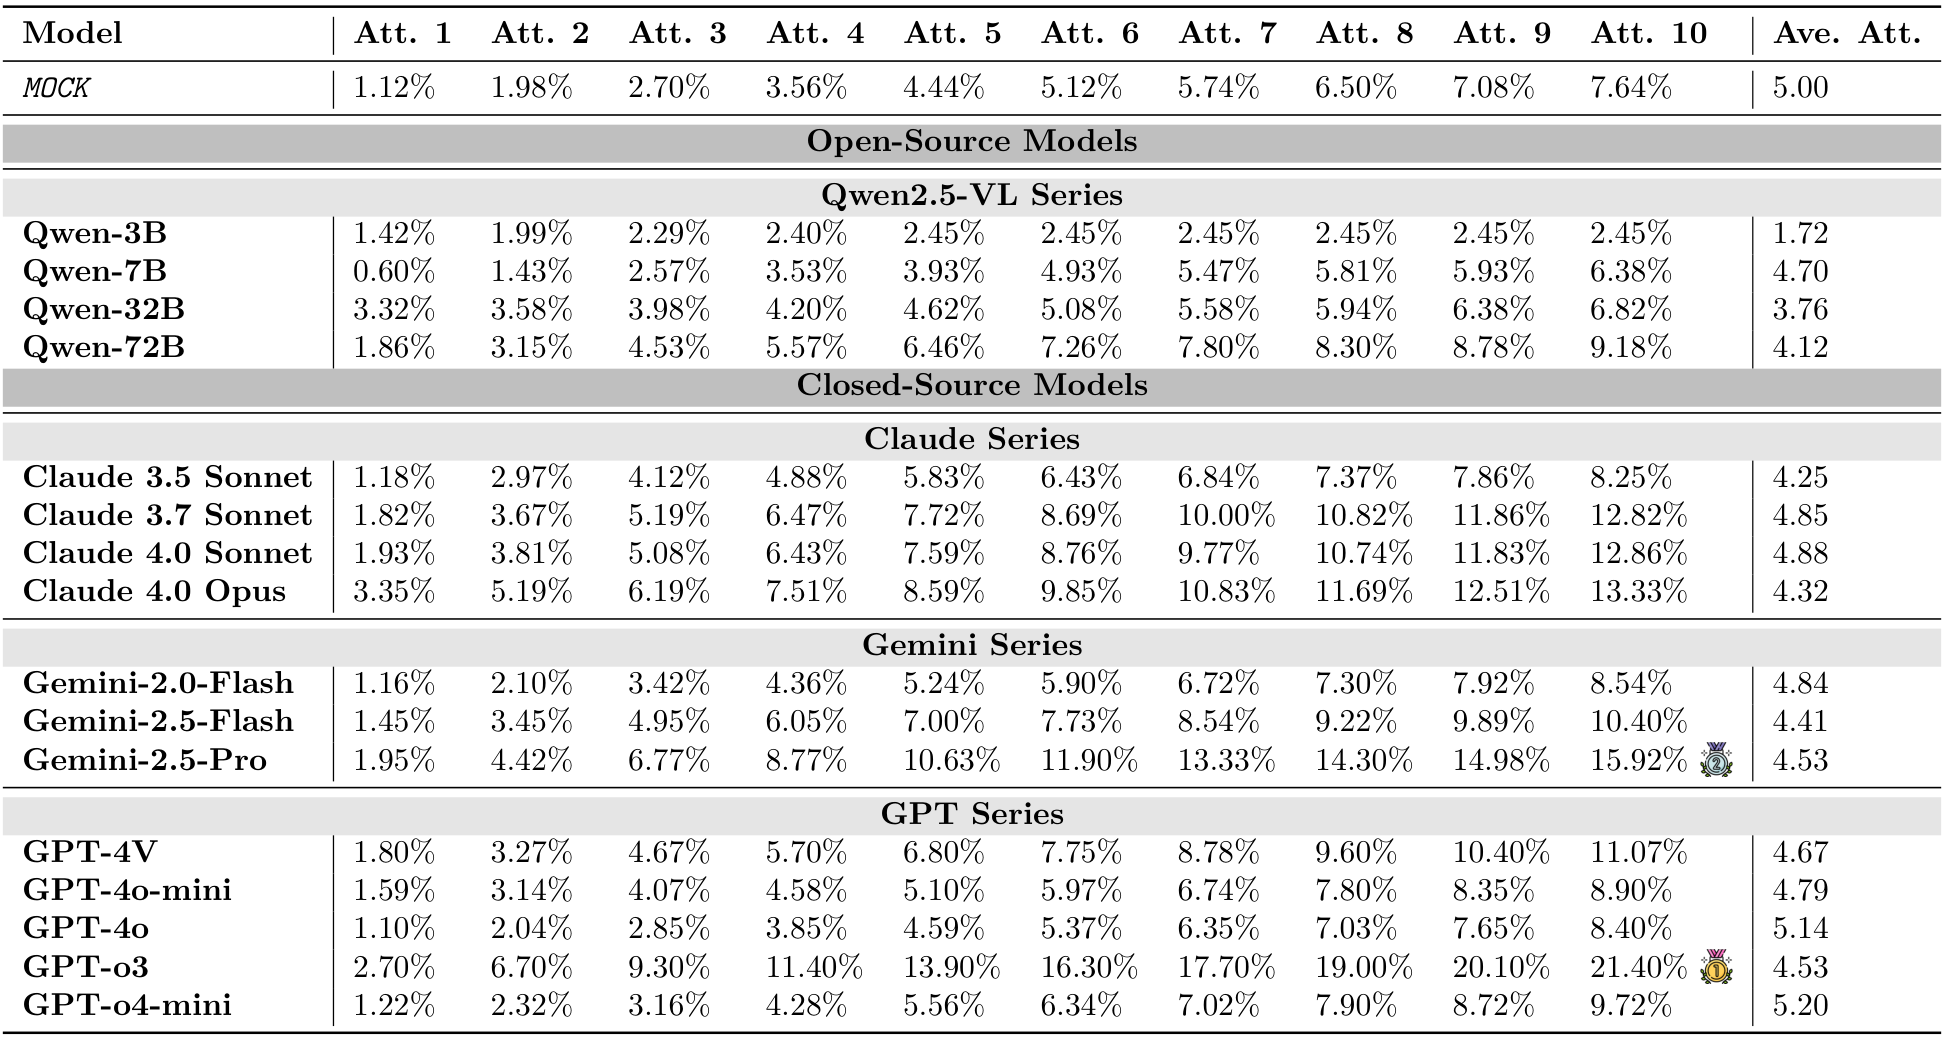 Model Att. 1 Att. 2 Att. 3 Att. 4 Att. 5 Att. 6 Att. 7 Att. 8 Att. 9 Att. 10 Ave. Att.
MOCK 1.12% 1.98% 2.70% 3.56% 4.44% 5.12% 5.74% 6.50% 7.08% 7.64% 5.00
Open-Source Models
Qwen2.5-VL Series
Qwen-3B 1.42% 1.99% 2.29% 2.40% 2.45% 2.45% 2.45% 2.45% 2.45% 2.45% 1.72
Qwen-7B 0.60% 1.43% 2.57% 3.53% 3.93% 4.93% 5.47% 5.81% 5.93% 6.38% 4.70
Qwen-32B 3.32% 3.58% 3.98% 4.20% 4.62% 5.08% 5.58% 5.94% 6.38% 6.82% 3.76
Qwen-72B 1.86% 3.15% 4.53% 5.57% 6.46% 7.26% 7.80% 8.30% 8.78% 9.18% 4.12
Closed-Source Models
Claude Series
Claude 3.5 Sonnet 1.18% 2.97% 4.12% 4.88% 5.83% 6.43% 6.84% 7.37% 7.86% 8.25% 4.25
Claude 3.7 Sonnet 1.82% 3.67% 5.19% 6.47% 7.72% 8.69% 10.00% 10.82% 11.86% 12.82% 4.85
Claude 4.0 Sonnet 1.93% 3.81% 5.08% 6.43% 7.59% 8.76% 9.77% 10.74% 11.83% 12.86% 4.88
Claude 4.0 Opus 3.35% 5.19% 6.19% 7.51% 8.59% 9.85% 10.83% 11.69% 12.51% 13.33% 4.32
Gemini Series
Gemini-2.0-Flash 1.16% 2.10% 3.42% 4.36% 5.24% 5.90% 6.72% 7.30% 7.92% 8.54% 4.84
Gemini-2.5-Flash 1.45% 3.45% 4.95% 6.05% 7.00% 7.73% 8.54% 9.22% 9.89% 10.40% 4.41
Gemini-2.5-Pro 1.95% 4.42% 6.77% 8.77% 10.63% 11.90% 13.33% 14.30% 14.98% 15.92% 2 4.53
GPT Series
GPT-4V 1.80% 3.27% 4.67% 5.70% 6.80% 7.75% 8.78% 9.60% 10.40% 11.07% 4.67
GPT-4o-mini 1.59% 3.14% 4.07% 4.58% 5.10% 5.97% 6.74% 7.80% 8.35% 8.90% 4.79
GPT-4o 1.10% 2.04% 2.85% 3.85% 4.59% 5.37% 6.35% 7.03% 7.65% 8.40% 5.14
GPT-o3 2.70% 6.70% 9.30% 11.40% 13.90% 16.30% 17.70% 19.00% 20.10% 21.40% 1 4.53
GPT-o4-mini 1.22% 2.32% 3.16% 4.28% 5.56% 6.34% 7.02% 7.90% 8.72% 9.72% 5.20